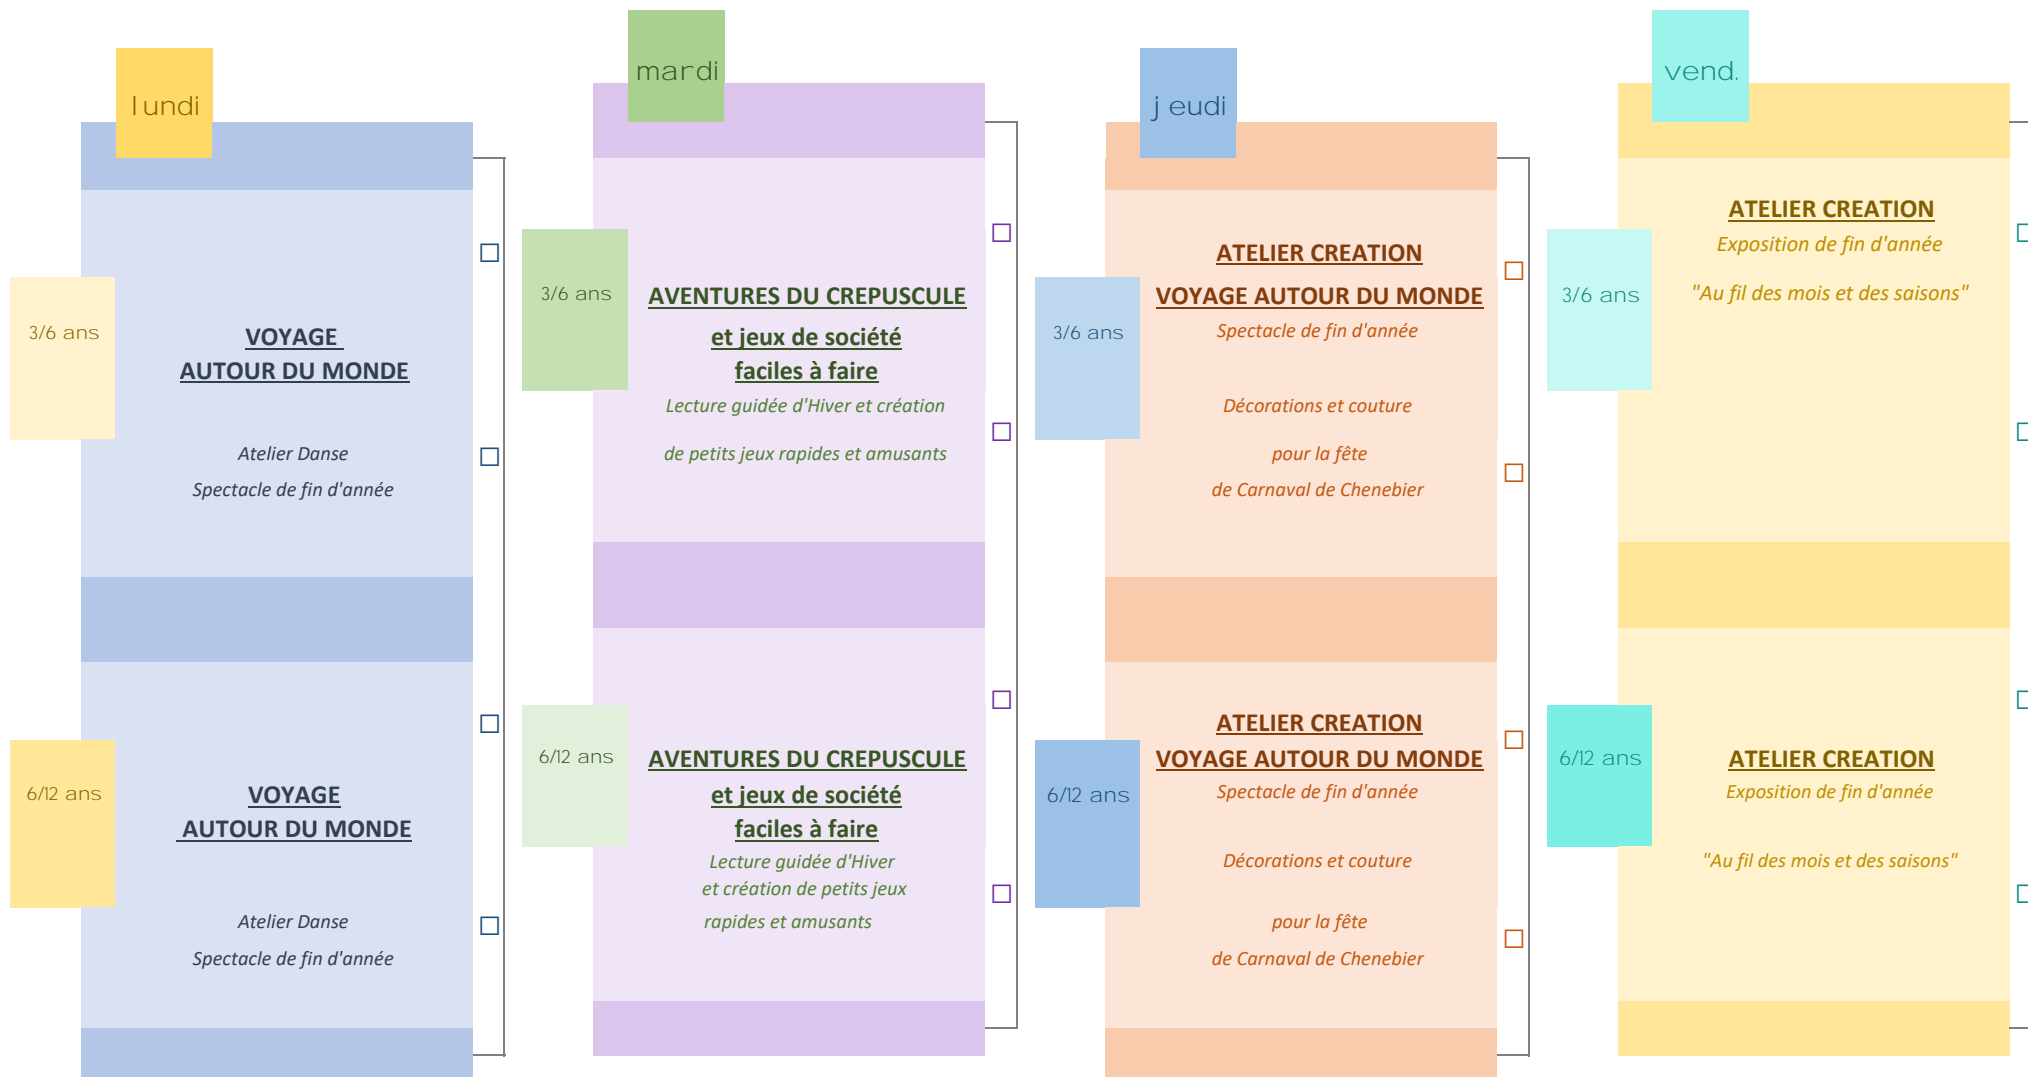 lundi
3/6 ans
VOYAGE
AUTOUR DU MONDE
Atelier Danse
Spectacle de fin d'année
6/12 ans
VOYAGE
AUTOUR DU MONDE
Atelier Danse
Spectacle de fin d'année
mardi
3/6 ans
AVENTURES DU CREPUSCULE
et jeux de société
faciles à faire
Lecture guidée d'Hiver et création
de petits jeux rapides et amusants
6/12 ans
AVENTURES DU CREPUSCULE
et jeux de société
faciles à faire
Lecture guidée d'Hiver
et création de petits jeux
rapides et amusants
jeudi
3/6 ans
ATELIER CREATION
VOYAGE AUTOUR DU MONDE
Spectacle de fin d'année
Décorations et couture
pour la fête
de Carnaval de Chenebier
6/12 ans
ATELIER CREATION
VOYAGE AUTOUR DU MONDE
Spectacle de fin d'année
Décorations et couture
pour la fête
de Carnaval de Chenebier
vend.
3/6 ans
ATELIER CREATION
Exposition de fin d'année
"Au fil des mois et des saisons"
6/12 ans
ATELIER CREATION
Exposition de fin d'année
"Au fil des mois et des saisons"